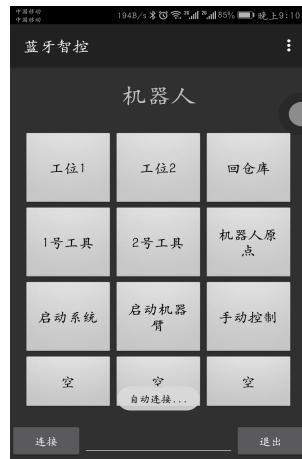 中国移动
中国移动
194B/s 26 26 85% 晚上9:10
蓝牙智控
机器人
工位1 工位2 回仓库
1号工具 2号工具 机器人原
点
启动系统 启动机器
臂 手动控制
空 空 空
自动连接...
连接 退出